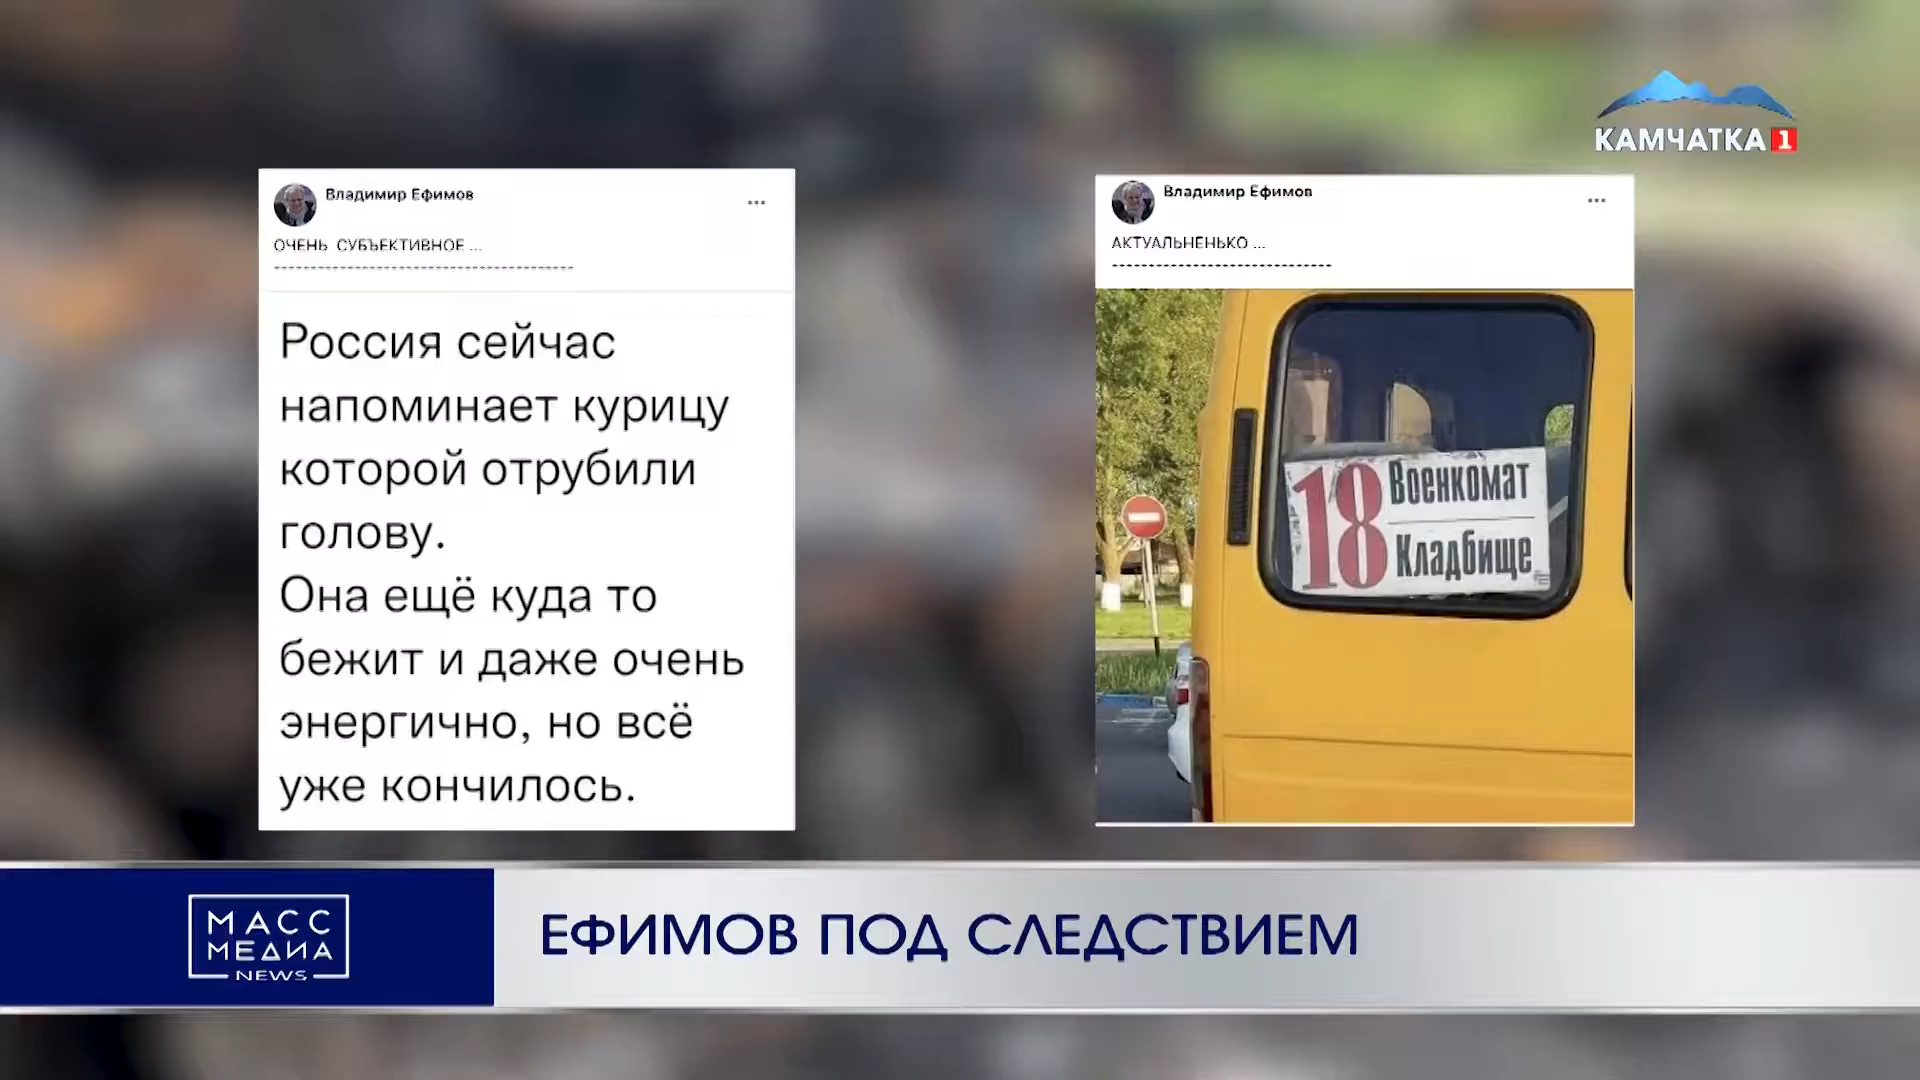 КАМЧАТКА 1
Владимир Ефимов
ОЧЕНЬ СУБЪЕКТИВНОЕ ...
Россия сейчас
напоминает курицу
которой отрубили
голову.
Она ещё куда то
бежит и даже очень
энергично, но всё
уже кончилось.
Владимир Ефимов
АКТУАЛЬНЕНЬКО ...
18 Военкомат
Кладбище
МАСС
МЕДИА
NEWS
ЕФИМОВ ПОД СЛЕДСТВИЕМ